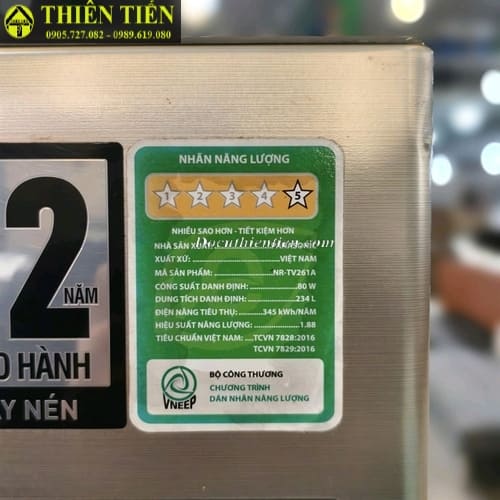 THIÊN TIẾN
0905.727.082 - 0989.619.080
2
NĂM
O HÀNH
ÁY NÉN
NHÃN NĂNG LƯỢNG
1 2 3 4 5
NHIỀU SAO HƠN - TIẾT KIỆM HƠN
NHÀ SẢN XUẤT
Docuthientien.com
XUẤT XỨ: VIỆT NAM
MÃ SẢN PHẨM: NR-TV261A
CÔNG SUẤT DANH ĐỊNH: 80 W
DUNG TÍCH DANH ĐỊNH: 234 L
ĐIỆN NĂNG TIÊU THỤ: 345 kWh/NĂM
HIỆU SUẤT NĂNG LƯỢNG: 1.88
TIÊU CHUẨN VIỆT NAM: TCVN 7828:2016
TCVN 7829:2016
VNEEP
BỘ CÔNG THƯƠNG
CHƯƠNG TRÌNH
DÁN NHÃN NĂNG LƯỢNG